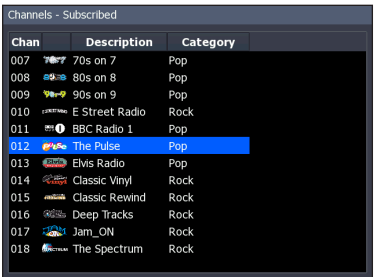 Channels - Subscribed
Chan Description Category
007 70s on 7 Pop
008 80s on 8 Pop
009 90s on 9 Pop
010 E Street Radio Rock
011 BBC Radio 1 Pop
012 The Pulse Pop
013 Elvis Radio Pop
014 Classic Vinyl Rock
015 Classic Rewind Rock
016 Deep Tracks Rock
017 Jam_ON Rock
018 The Spectrum Rock